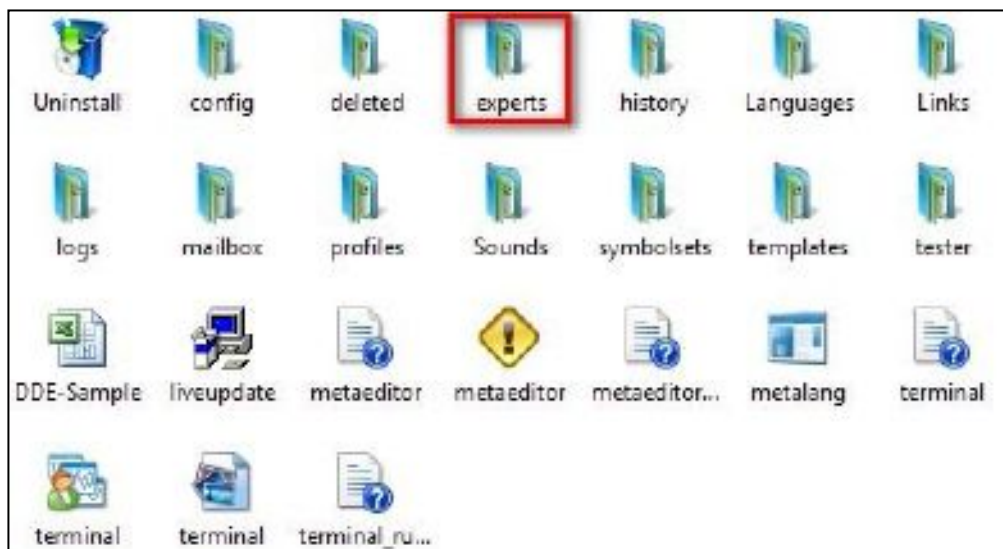 Uninstall config deleted experts history Languages Links
logs mailbox profiles Sounds symbolsets templates tester
DDE-Sample liveupdate metaeditor metaeditor metaeditor... metalang terminal
terminal terminal terminal_ru...